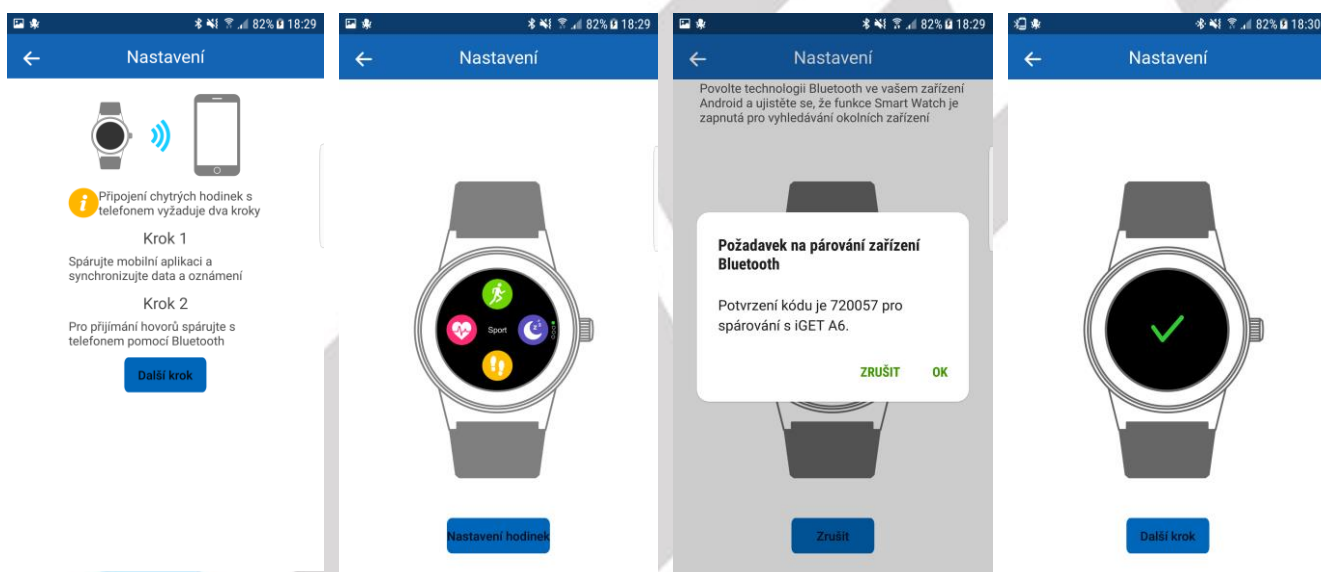 82% 18:29
Nastavení
i
Připojení chytrých hodinek s
telefonem vyžaduje dva kroky
Krok 1
Spárujte mobilní aplikaci a
synchronizujte data a oznámení
Krok 2
Pro přijímání hovorů spárujte s
telefonem pomocí Bluetooth
Další krok
82% 18:29
Nastavení
Sport
Nastavení hodinek
82% 18:29
Nastavení
Povolte technologii Bluetooth ve vašem zařízení
Android a ujistěte se, že funkce Smart Watch je
zapnutá pro vyhledávání okolních zařízení
Požadavek na párování zařízení
Bluetooth
Potvrzení kódu je 720057 pro
spárování s iGET A6.
ZRUŠIT OK
Zrušit
82% 18:30
Nastavení
Další krok